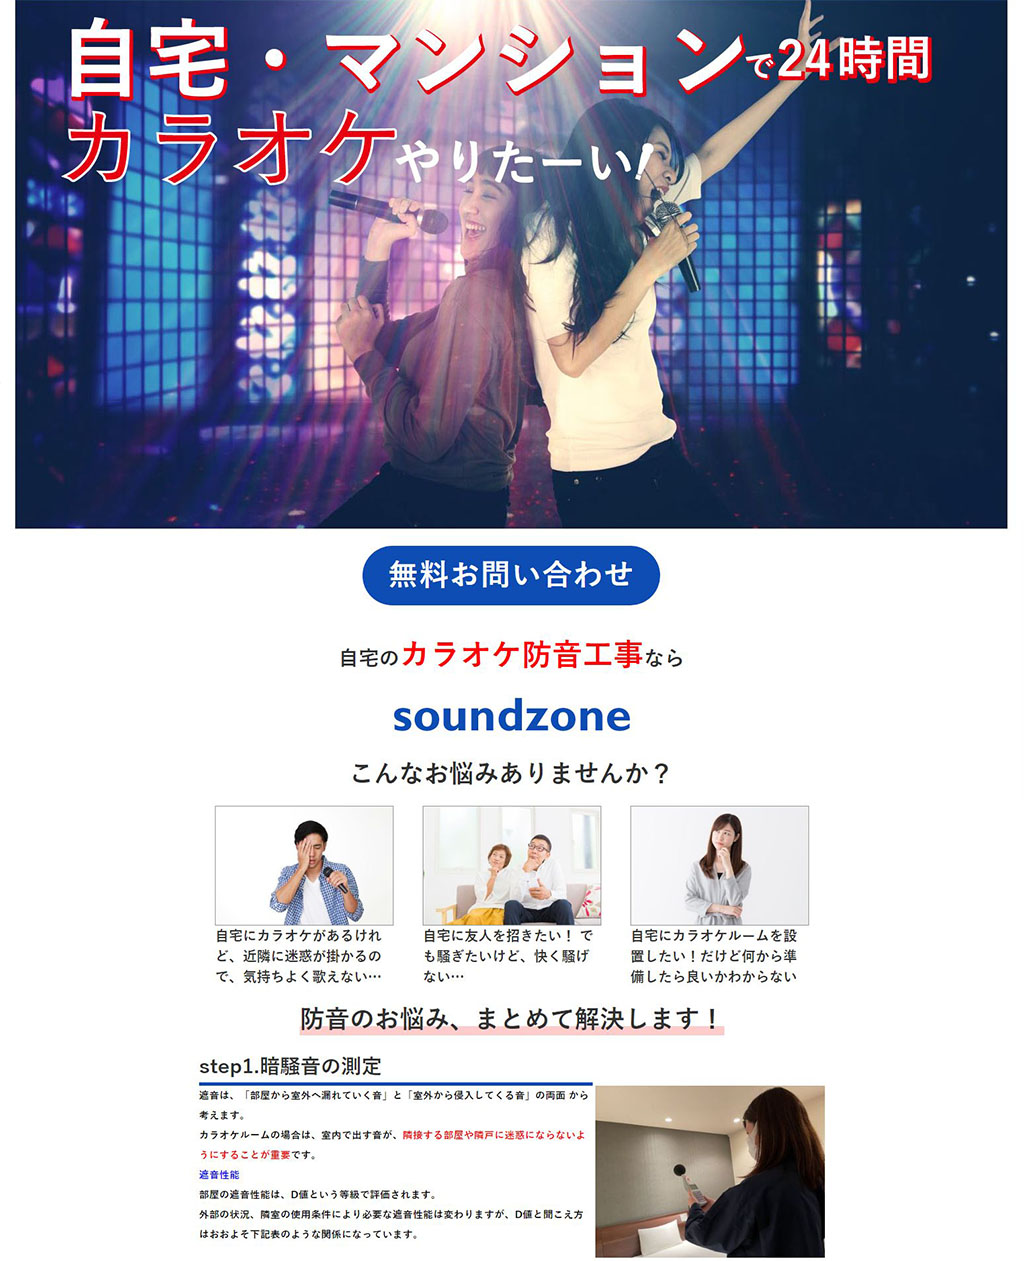 自宅・マンションで24時間
カラオケやりたーい!
無料お問い合わせ
自宅のカラオケ防音工事なら
soundzone
こんなお悩みありませんか？
自宅にカラオケがあるけれ
ど、近隣に迷惑が掛かるの
で、気持ちよく歌えない…
自宅に友人を招きたい！ で
も騒ぎたいけど、快く騒げ
ない…
自宅にカラオケルームを設
置したい！だけど何から準
備したら良いかわからない
防音のお悩み、まとめて解決します！
step1.暗騒音の測定
遮音は、「部屋から室外へ漏れていく音」と「室外から侵入してくる音」の両面 から
考えます。
カラオケルームの場合は、室内で出す音が、隣接する部屋や隣戸に迷惑にならないよ
うにすることが重要です。
遮音性能
部屋の遮音性能は、D値という等級で評価されます。
外部の状況、隣室の使用条件により必要な遮音性能は変わりますが、D値と聞こえ方
はおおよそ下記表のような関係になっています。